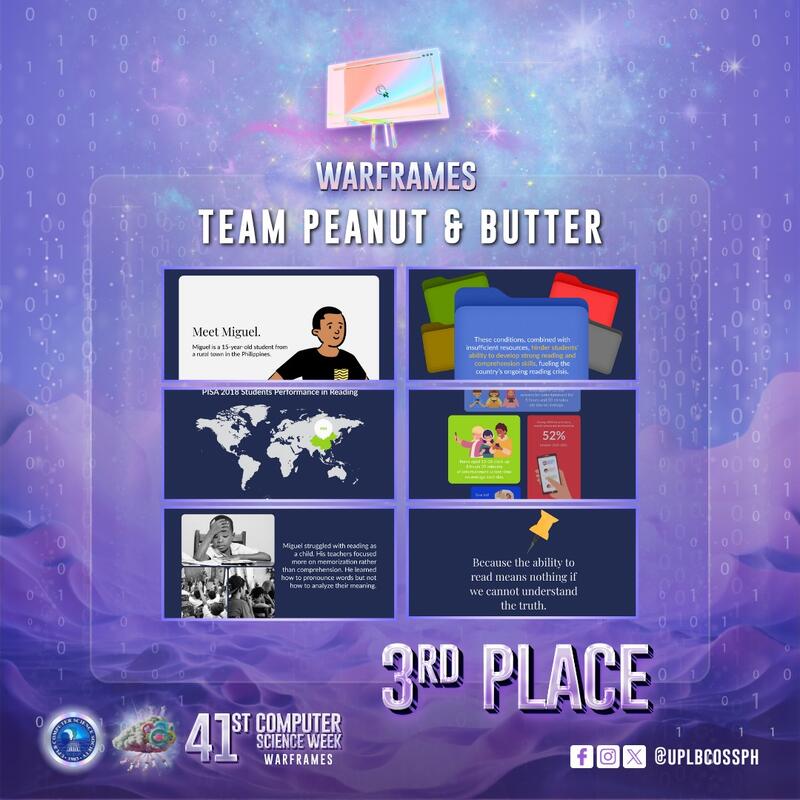 WARFRAMES
TEAM PEANUT & BUTTER
Meet Miguel.
Miguel is a 15-year-old student from
a rural town in the Philippines.
These conditions, combined with
insufficient resources, hinder students'
ability to develop strong reading and
comprehension skills, fueling the
country's ongoing reading crisis.
PISA 2018 Students Performance in Reading
52%
Miguel struggled with reading as
a child. His teachers focused
more on memorization rather
than comprehension. He learned
how to pronounce words but not
how to analyze their meaning.
Because the ability to
read means nothing if
we cannot understand
the truth.
3RD PLACE
41ST COMPUTER
SCIENCE WEEK
WARFRAMES
@UPLBCOSSPH